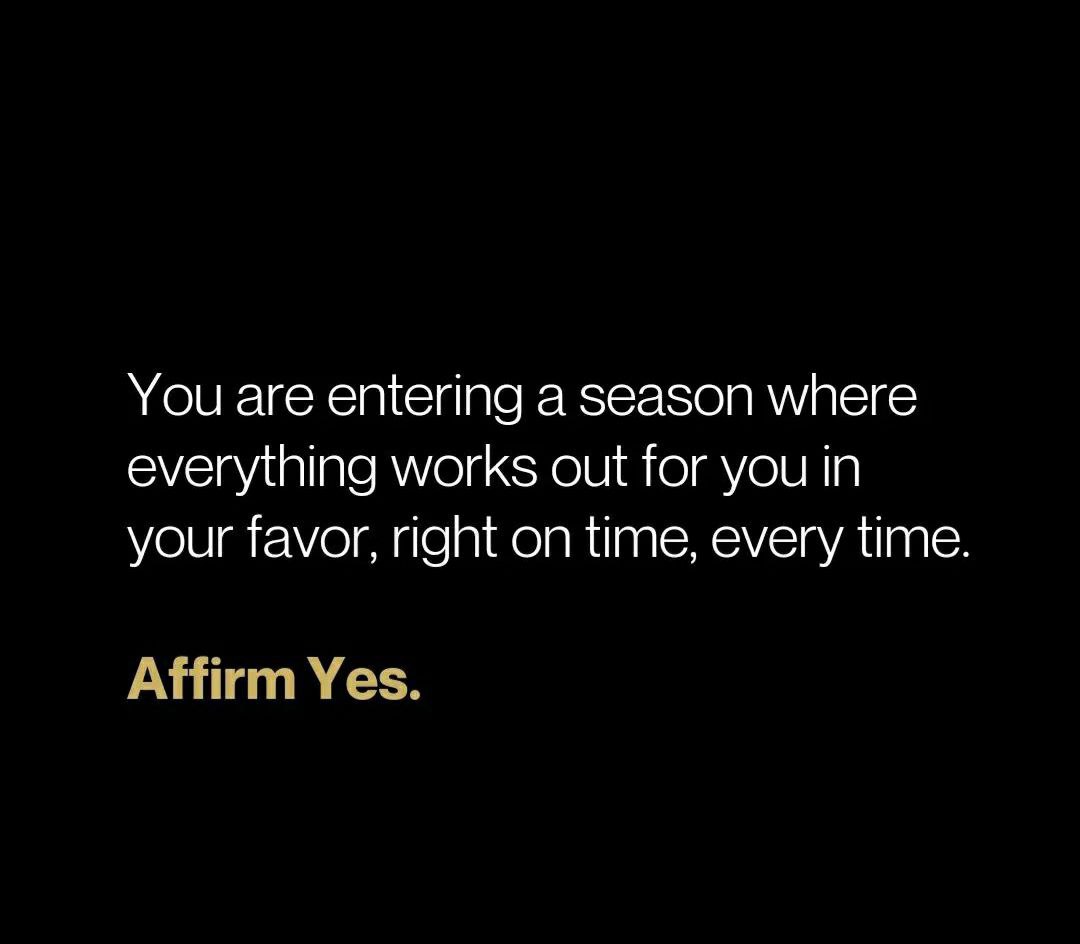 You are entering a season where
everything works out for you in
your favor, right on time, every time.
Affirm Yes.